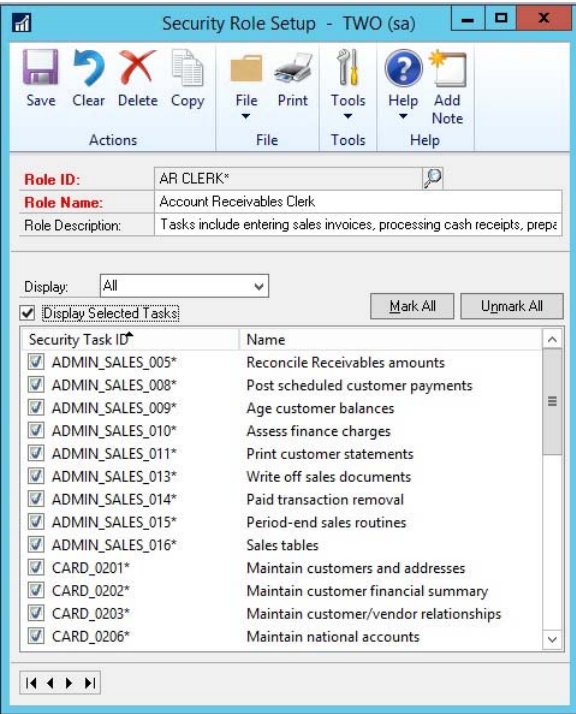 Security Role Setup - TWO (sa)
Save Clear Delete Copy File Print Tools Help Add Note
Actions File Tools Help
Role ID: AR CLERK*
Role Name: Account Receivables Clerk
Role Description: Tasks include entering sales invoices, processing cash receipts, prepa
Display: All
Display Selected Tasks Mark All Unmark All
Security Task ID Name
ADMIN_SALES_005* Reconcile Receivables amounts
ADMIN_SALES_008* Post scheduled customer payments
ADMIN_SALES_009* Age customer balances
ADMIN_SALES_010* Assess finance charges
ADMIN_SALES_011* Print customer statements
ADMIN_SALES_013* Write off sales documents
ADMIN_SALES_014* Paid transaction removal
ADMIN_SALES_015* Period-end sales routines
ADMIN_SALES_016* Sales tables
CARD_0201* Maintain customers and addresses
CARD_0202* Maintain customer financial summary
CARD_0203* Maintain customer/vendor relationships
CARD_0206* Maintain national accounts